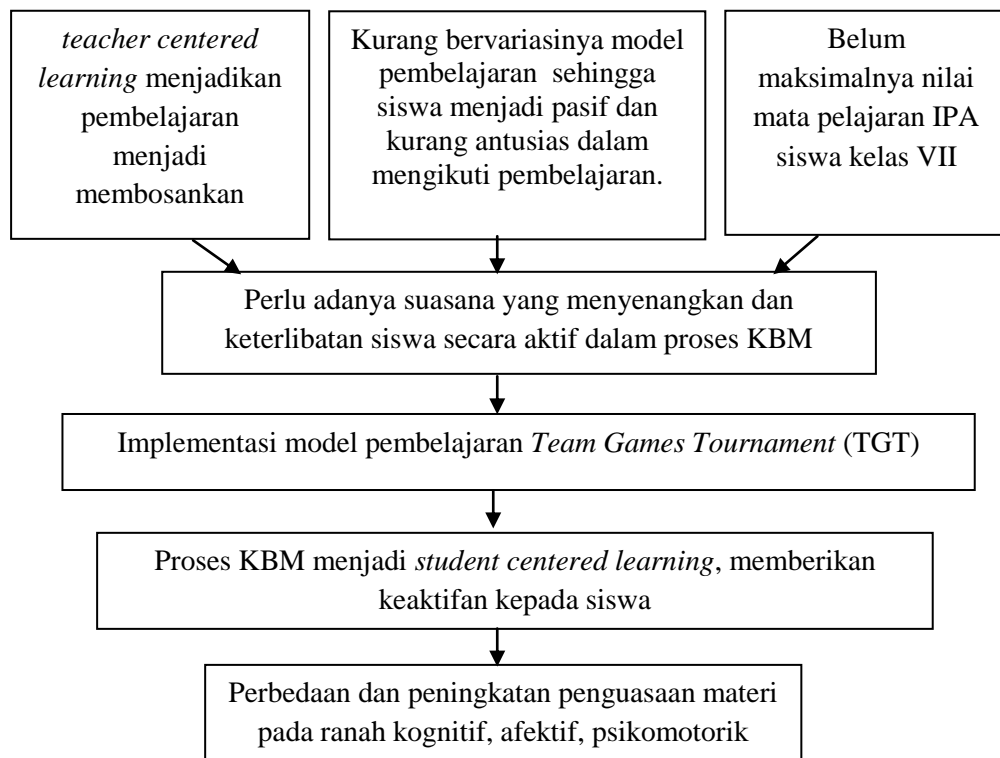 teacher centered
learning menjadikan
pembelajaran
menjadi
membosankan
Kurang bervariasinya model
pembelajaran sehingga
siswa menjadi pasif dan
kurang antusias dalam
mengikuti pembelajaran.
Belum
maksimalnya nilai
mata pelajaran IPA
siswa kelas VII
Perlu adanya suasana yang menyenangkan dan
keterlibatan siswa secara aktif dalam proses KBM
Implementasi model pembelajaran Team Games Tournament (TGT)
Proses KBM menjadi student centered learning, memberikan
keaktifan kepada siswa
Perbedaan dan peningkatan penguasaan materi
pada ranah kognitif, afektif, psikomotorik